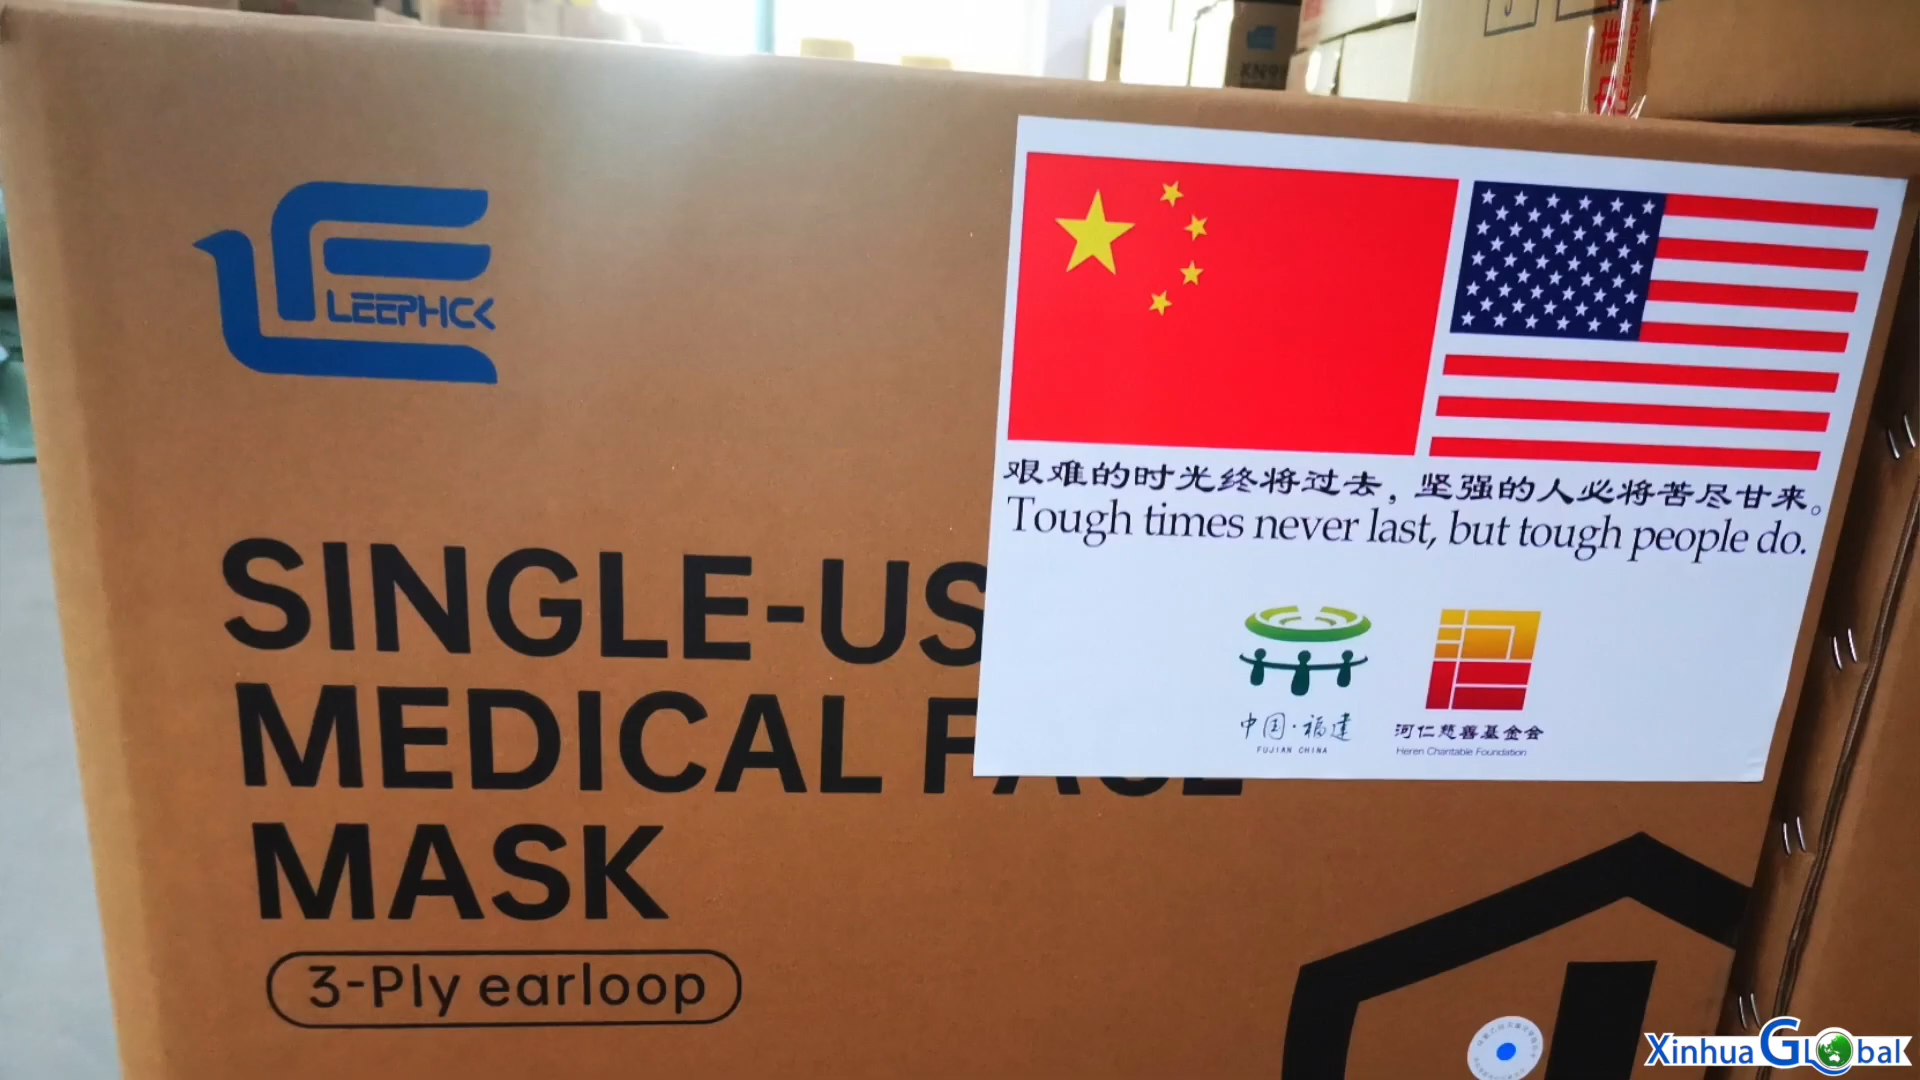 LEEPHCK
KN9
艰难的时光终将过去，坚强的人必将苦尽甘来。
Tough times never last, but tough people do.
中国·福建
FUJIAN CHINA
河仁慈善基金会
Heren Charitable Foundation
SINGLE-US
MEDICAL FACE
MASK
3-Ply earloop
Xinhua Global